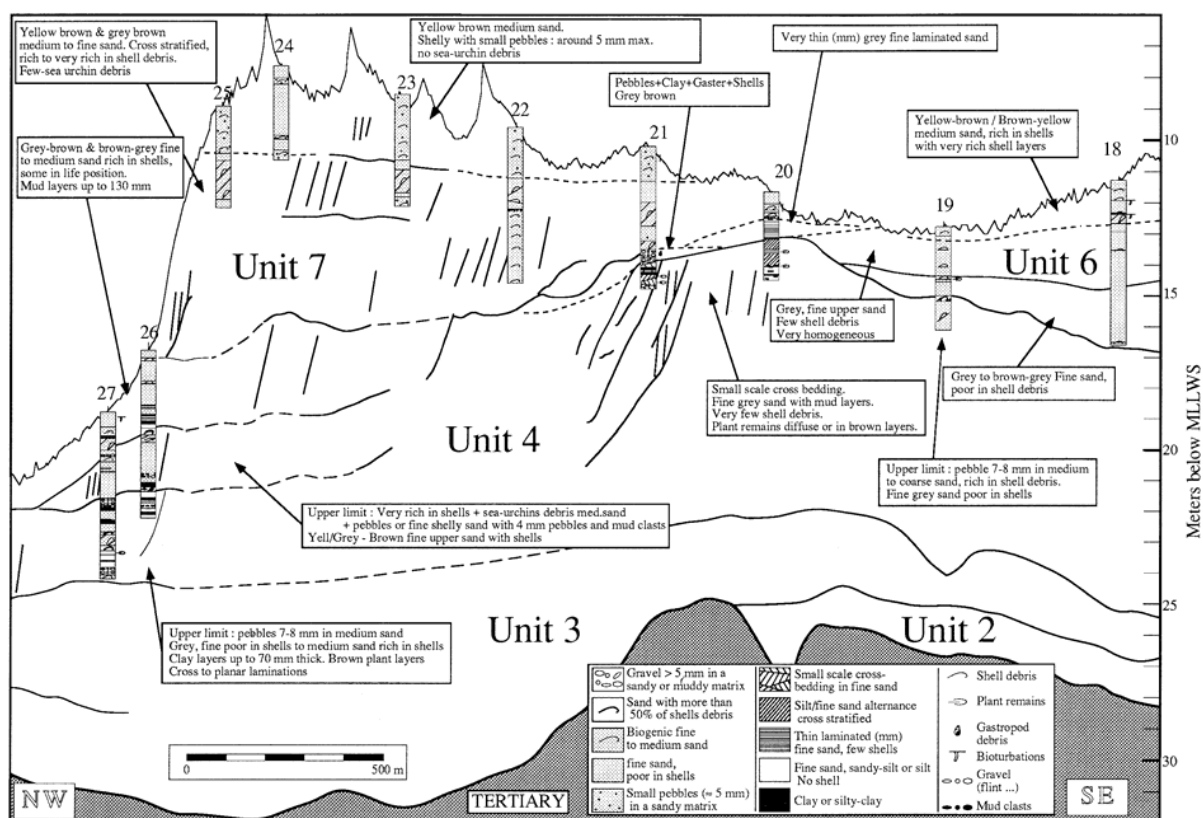 Yellow brown & grey brown
medium to fine sand. Cross stratified,
rich to very rich in shell debris.
Few-sea urchin debris
Yellow brown medium sand.
Shelly with small pebbles : around 5 mm max.
no sea-urchin debris
Very thin (mm) grey fine laminated sand
Pebbles+Clay+Gaster+Shells
Grey brown
Yellow-brown / Brown-yellow
medium sand, rich in shells
with very rich shell layers
Grey-brown & brown-grey fine
to medium sand rich in shells,
some in life position.
Mud layers up to 130 mm
24
25
23
22
21
20
19
18
26
27
10
15
20
25
30
Meters below MLLWS
Unit 7
Unit 6
Unit 4
Unit 3
Unit 2
Grey, fine upper sand
Few shell debris
Very homogeneous
Grey to brown-grey Fine sand,
poor in shell debris
Small scale cross bedding.
Fine grey sand with mud layers.
Very few shell debris.
Plant remains diffuse or in brown layers.
Upper limit : pebble 7-8 mm in medium
to coarse sand, rich in shell debris.
Fine grey sand poor in shells
Upper limit : Very rich in shells + sea-urchins debris med.sand
+ pebbles or fine shelly sand with 4 mm pebbles and mud clasts
Yell/Grey - Brown fine upper sand with shells
Upper limit : pebbles 7-8 mm in medium sand
Grey, fine poor in shells to medium sand rich in shells
Clay layers up to 70 mm thick. Brown plant layers
Cross to planar laminations
0
500 m
NW
TERTIARY
SE
Gravel > 5 mm in a
sandy or muddy matrix
Sand with more than
50% of shells debris
Biogenic fine
to medium sand
fine sand,
poor in shells
Small pebbles (≈ 5 mm)
in a sandy matrix
Small scale cross-
bedding in fine sand
Silt/fine sand alternance
cross stratified
Thin laminated (mm)
fine sand, few shells
Fine sand, sandy-silt or silt
No shell
Clay or silty-clay
Shell debris
Plant remains
Gastropod
debris
Bioturbations
Gravel
(flint ...)
Mud clasts